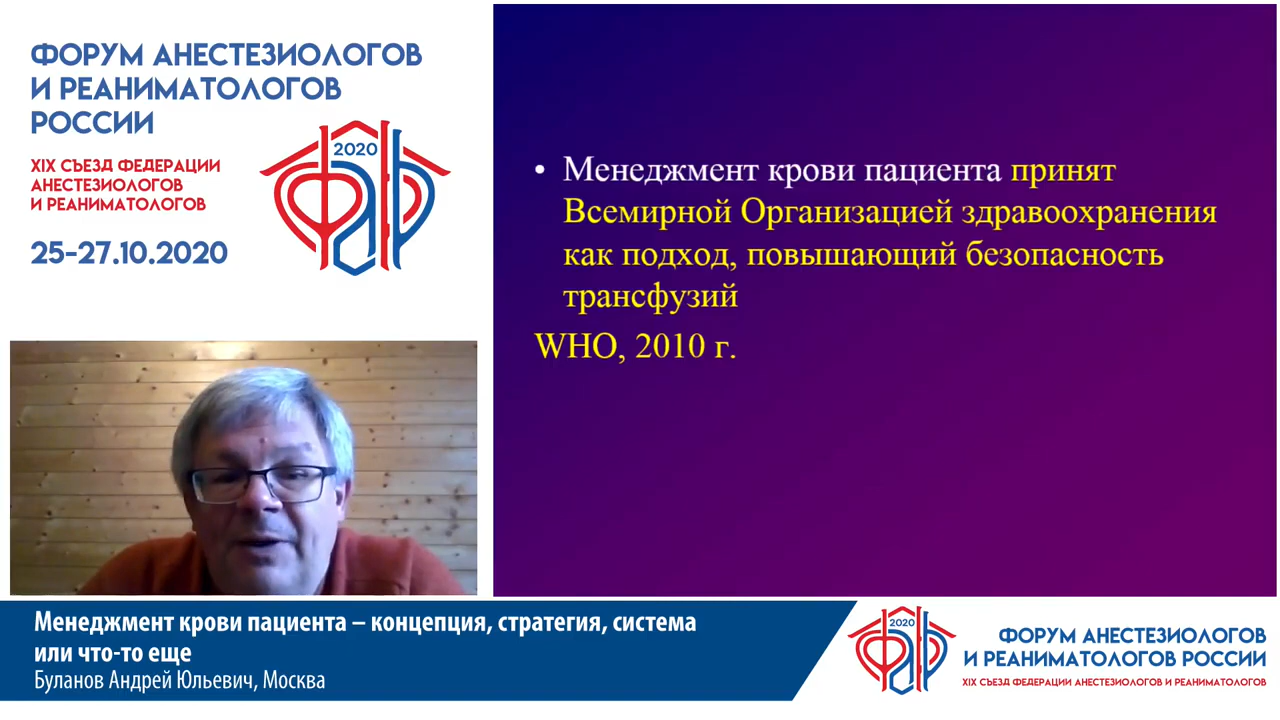 ФОРУМ АНЕСТЕЗИОЛОГОВ
И РЕАНИМАТОЛОГОВ
РОССИИ
XIX СЪЕЗД ФЕДЕРАЦИИ
АНЕСТЕЗИОЛОГОВ
И РЕАНИМАТОЛОГОВ
25-27.10.2020
2020
ФАР
• Менеджмент крови пациента принят
Всемирной Организацией здравоохранения
как подход, повышающий безопасность
трансфузий
WHO, 2010 г.
Менеджмент крови пациента – концепция, стратегия, система
или что-то еще
Буланов Андрей Юльевич, Москва
2020
ФАР
ФОРУМ АНЕСТЕЗИОЛОГОВ
И РЕАНИМАТОЛОГОВ РОССИИ
XIX СЪЕЗД ФЕДЕРАЦИИ АНЕСТЕЗИОЛОГОВ И РЕАНИМАТОЛОГОВ